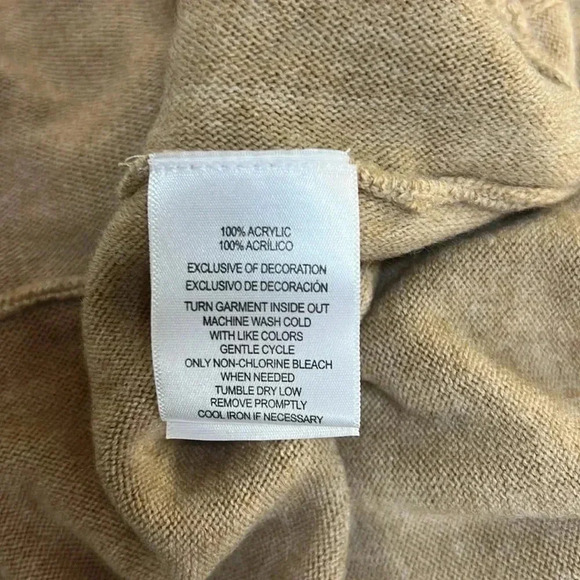 100% ACRYLIC
100% ACRÍLICO
EXCLUSIVE OF DECORATION
EXCLUSIVO DE DECORACIÓN
TURN GARMENT INSIDE OUT
MACHINE WASH COLD
WITH LIKE COLORS
GENTLE CYCLE
ONLY NON-CHLORINE BLEACH
WHEN NEEDED
TUMBLE DRY LOW
REMOVE PROMPTLY
COOL IRON IF NECESSARY